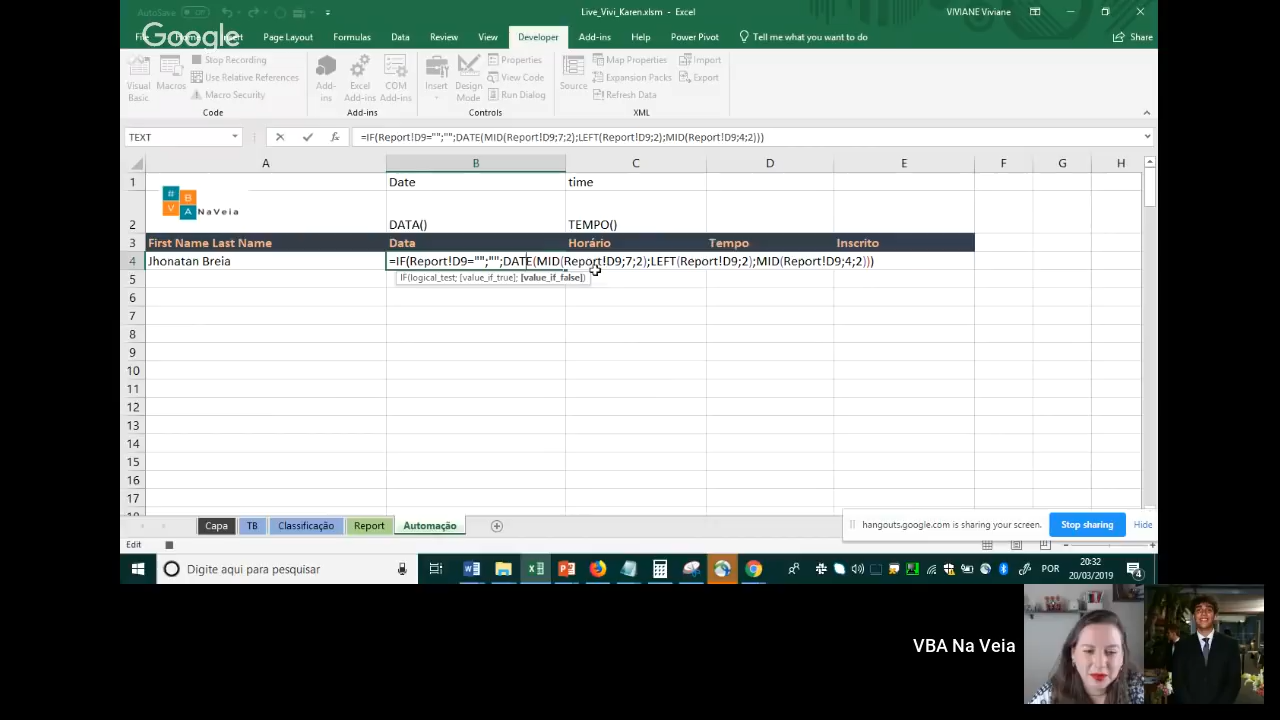 AutoSave Off
Live_Vivi_Karen.xlsm - Excel
VIVIANE Viviane
Google
Page Layout Formulas Data Review View Developer Add-ins Help Power Pivot Tell me what you want to do Share
Visual Basic
Macros
Stop Recording
Use Relative References
Macro Security
Code
Add-ins
Excel Add-ins
COM Add-ins
Add-ins
Insert
Design Mode
Properties
View Code
Run Dialog
Controls
Source
Map Properties
Expansion Packs
Refresh Data
Import
Export
XML
TEXT
=IF(Report!D9="";"";DATE(MID(Report!D9;7;2);LEFT(Report!D9;2);MID(Report!D9;4;2)))
A B C D E F G H
1 Date time
# B V A NaVeia
2 DATA() TEMPO()
3 First Name Last Name Data Horário Tempo Inscrito
4 Jhonatan Breia =IF(Report!D9="";"";DATE(MID(Report!D9;7;2);LEFT(Report!D9;2);MID(Report!D9;4;2)))
IF(logical_test; [value_if_true]; [value_if_false])
5
6
7
8
9
10
11
12
13
14
15
16
17
Capa TB Classificação Report Automação
hangouts.google.com is sharing your screen. Stop sharing Hide
Edit
Digite aqui para pesquisar
POR
20:32
20/03/2019
4
VBA Na Veia